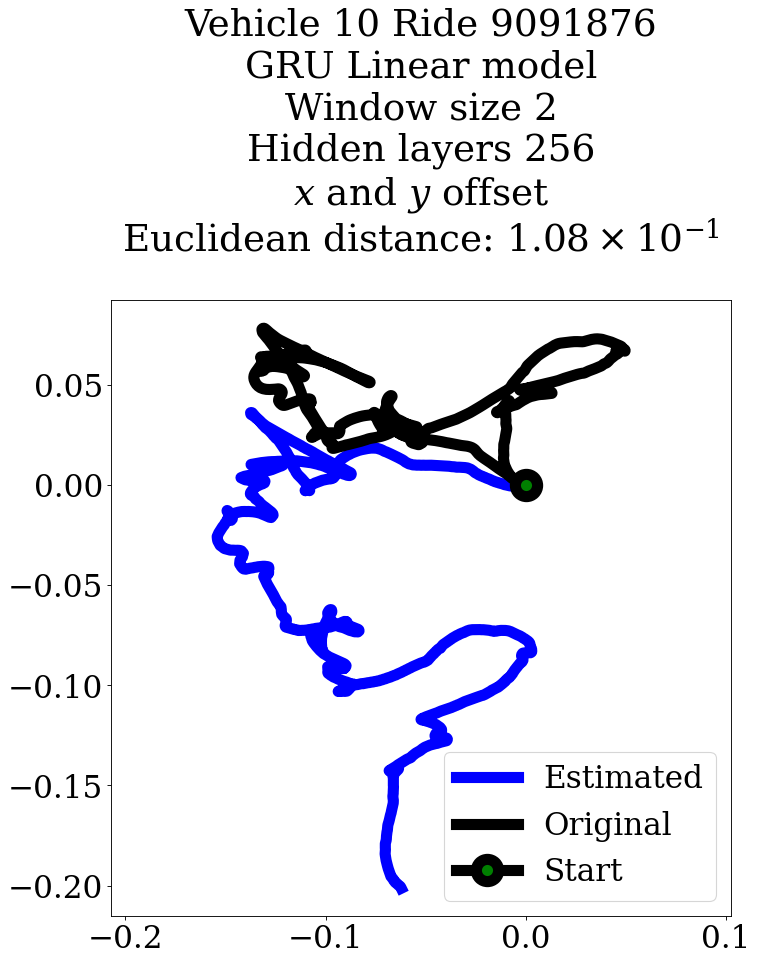 Vehicle 10 Ride 9091876
GRU Linear model
Window size 2
Hidden layers 256
x and y offset
Euclidean distance: 1.08 × 10⁻¹
0.05
0.00
−0.05
−0.10
−0.15
−0.20
Estimated
Original
Start
−0.2
−0.1
0.0
0.1